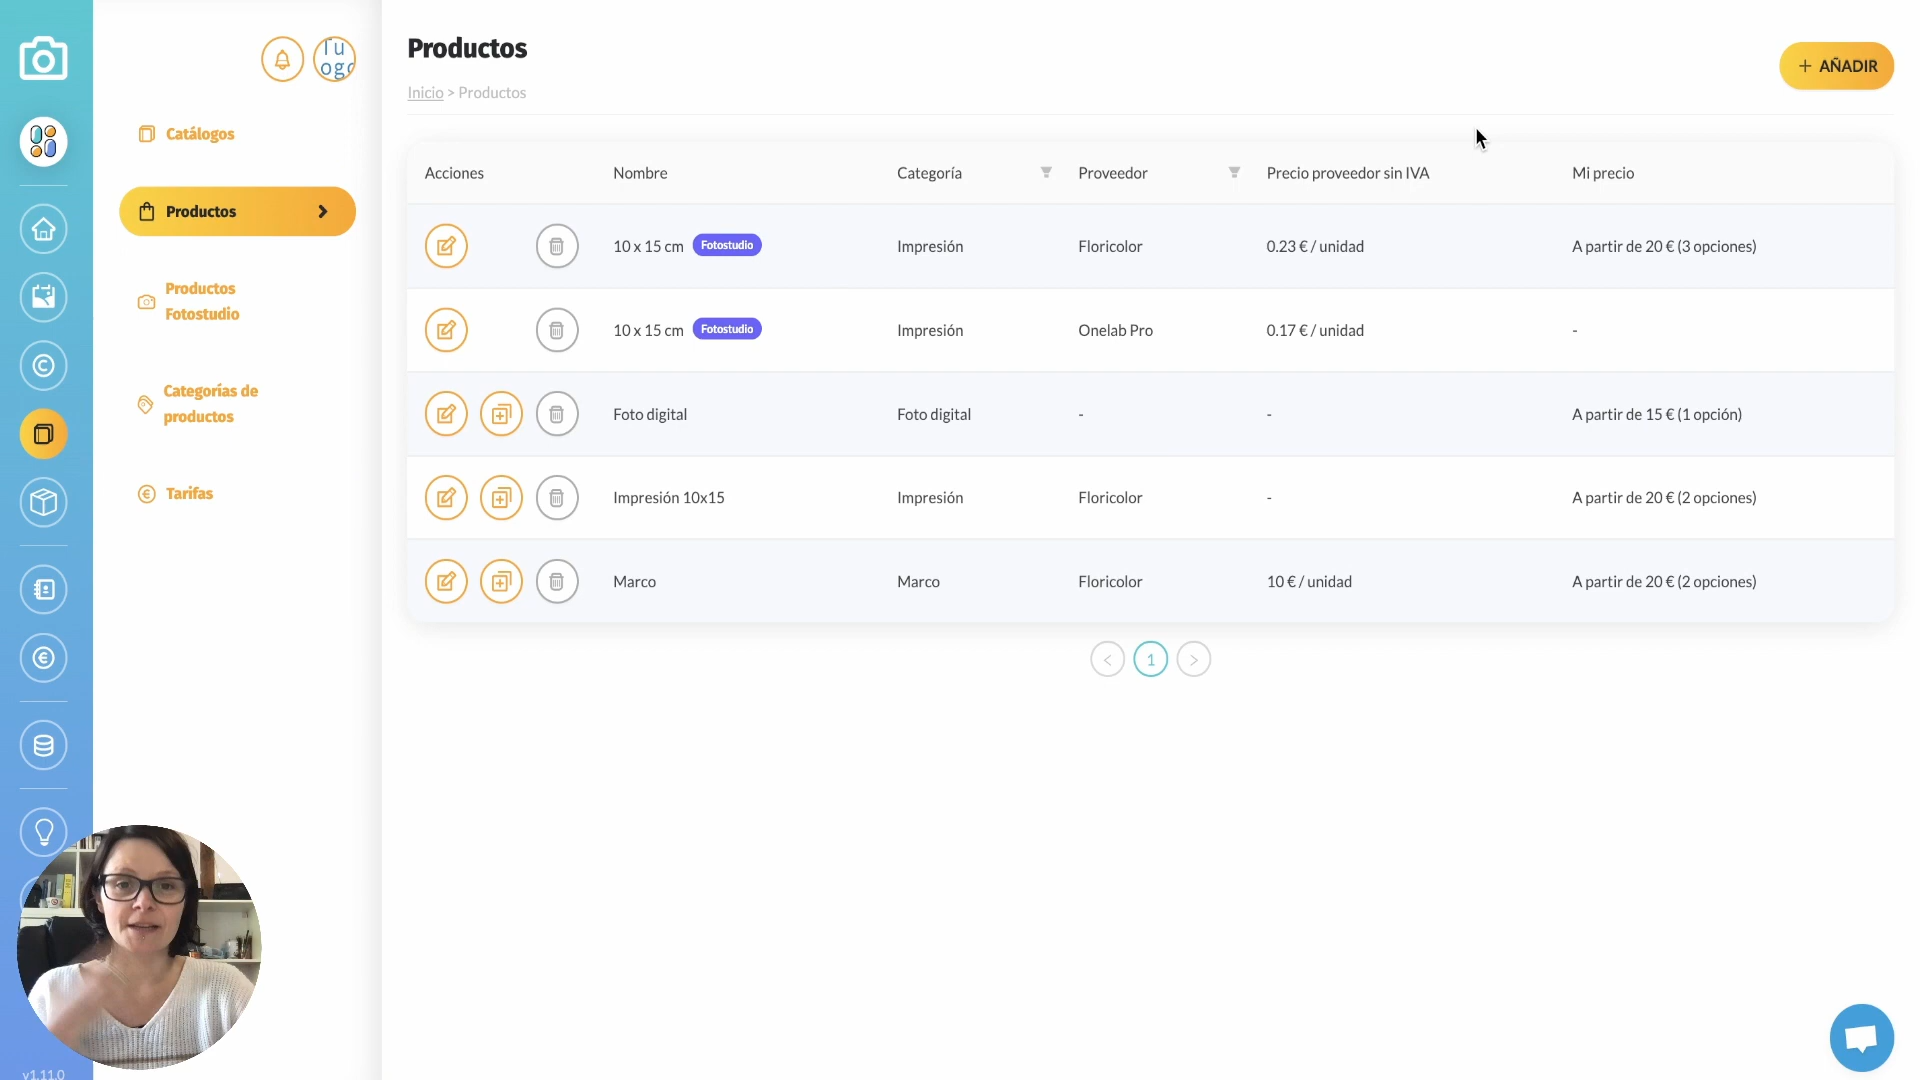 Tu
ogo
Catálogos
Productos
Productos
Fotostudio
Categorías de
productos
Tarifas
v1.11.0
Productos
Inicio > Productos
+ AÑADIR
Acciones Nombre Categoría Proveedor Precio proveedor sin IVA Mi precio
10 x 15 cm Fotostudio Impresión Floricolor 0.23 € / unidad A partir de 20 € (3 opciones)
10 x 15 cm Fotostudio Impresión Onelab Pro 0.17 € / unidad -
Foto digital Foto digital - - A partir de 15 € (1 opción)
Impresión 10x15 Impresión Floricolor - A partir de 20 € (2 opciones)
Marco Marco Floricolor 10 € / unidad A partir de 20 € (2 opciones)
< 1 >